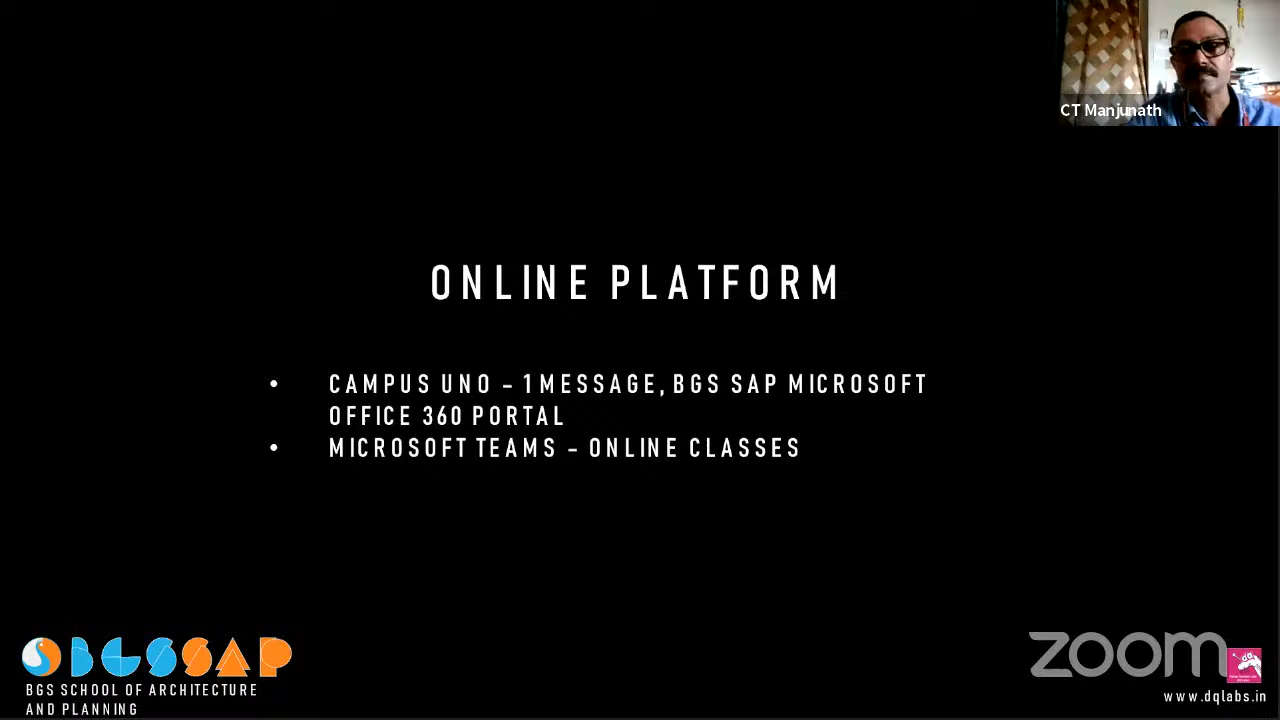 CT Manjunath
ONLINE PLATFORM
• CAMPUS UNO - 1MESSAGE, BGS SAP MICROSOFT
OFFICE 360 PORTAL
• MICROSOFT TEAMS - ONLINE CLASSES
BGSSAP
BGS SCHOOL OF ARCHITECTURE
AND PLANNING
zoom
www.dqlabs.in